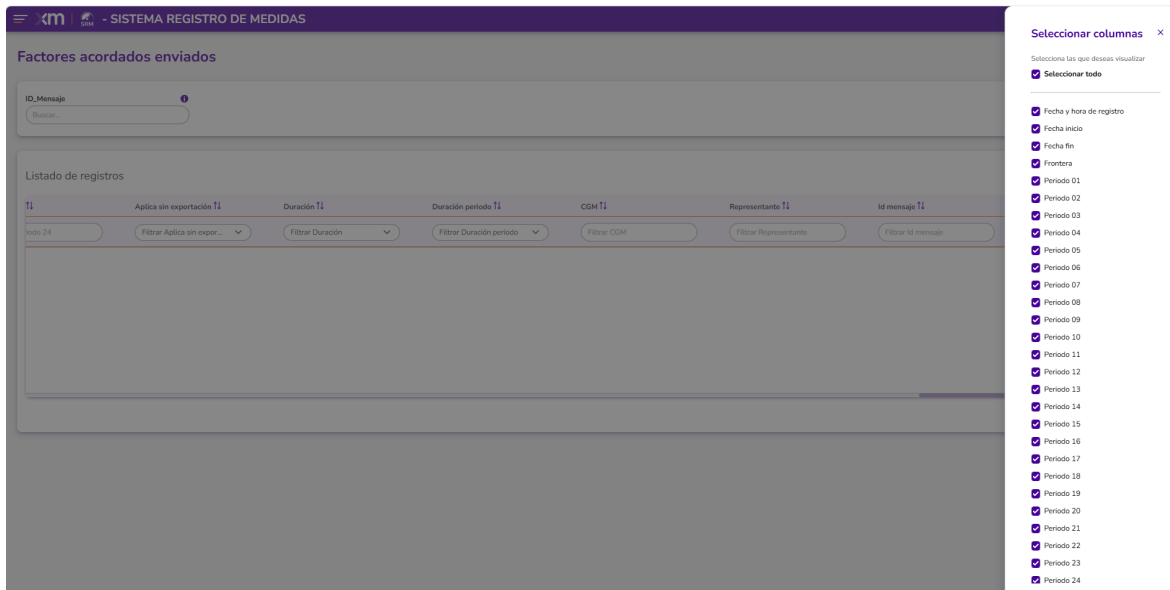 xm SRM - SISTEMA REGISTRO DE MEDIDAS
Factores acordados enviados
ID_Mensaje
Buscar...
Listado de registros
Aplica sin exportación Duración Duración periodo CGM Representante Id mensaje
iodo 24 Filtrar Aplica sin expor... Filtrar Duración Filtrar Duración periodo Filtrar CGM Filtrar Representante Filtrar Id mensaje
Seleccionar columnas ×
Selecciona las que deseas visualizar
Seleccionar todo
Fecha y hora de registro
Fecha inicio
Fecha fin
Frontera
Periodo 01
Periodo 02
Periodo 03
Periodo 04
Periodo 05
Periodo 06
Periodo 07
Periodo 08
Periodo 09
Periodo 10
Periodo 11
Periodo 12
Periodo 13
Periodo 14
Periodo 15
Periodo 16
Periodo 17
Periodo 18
Periodo 19
Periodo 20
Periodo 21
Periodo 22
Periodo 23
Periodo 24